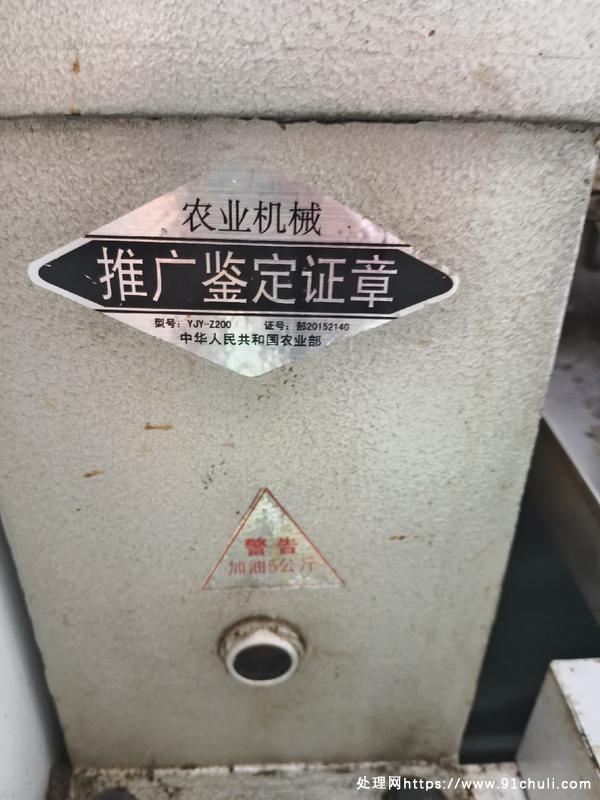 农业机械
推广鉴定证章
型号：YJY-Z200 证号：部20152140
中华人民共和国农业部
警告
加油5公斤
处理网https://www.91chuli.com